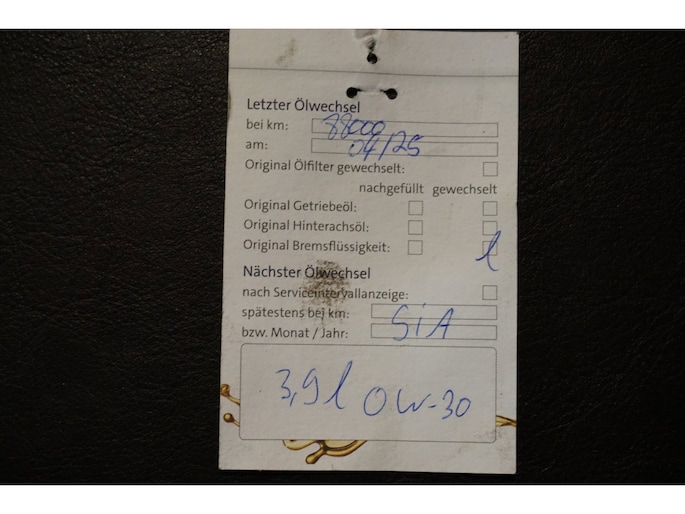 Letzter Ölwechsel
bei km: 88000
am: 04/25
Original Ölfilter gewechselt:
nachgefüllt gewechselt
Original Getriebeöl:
Original Hinterachsöl:
Original Bremsflüssigkeit:
Nächster Ölwechsel
nach Serviceintervallanzeige:
spätestens bei km:
bzw. Monat / Jahr: SiA
3,9l 0W-30